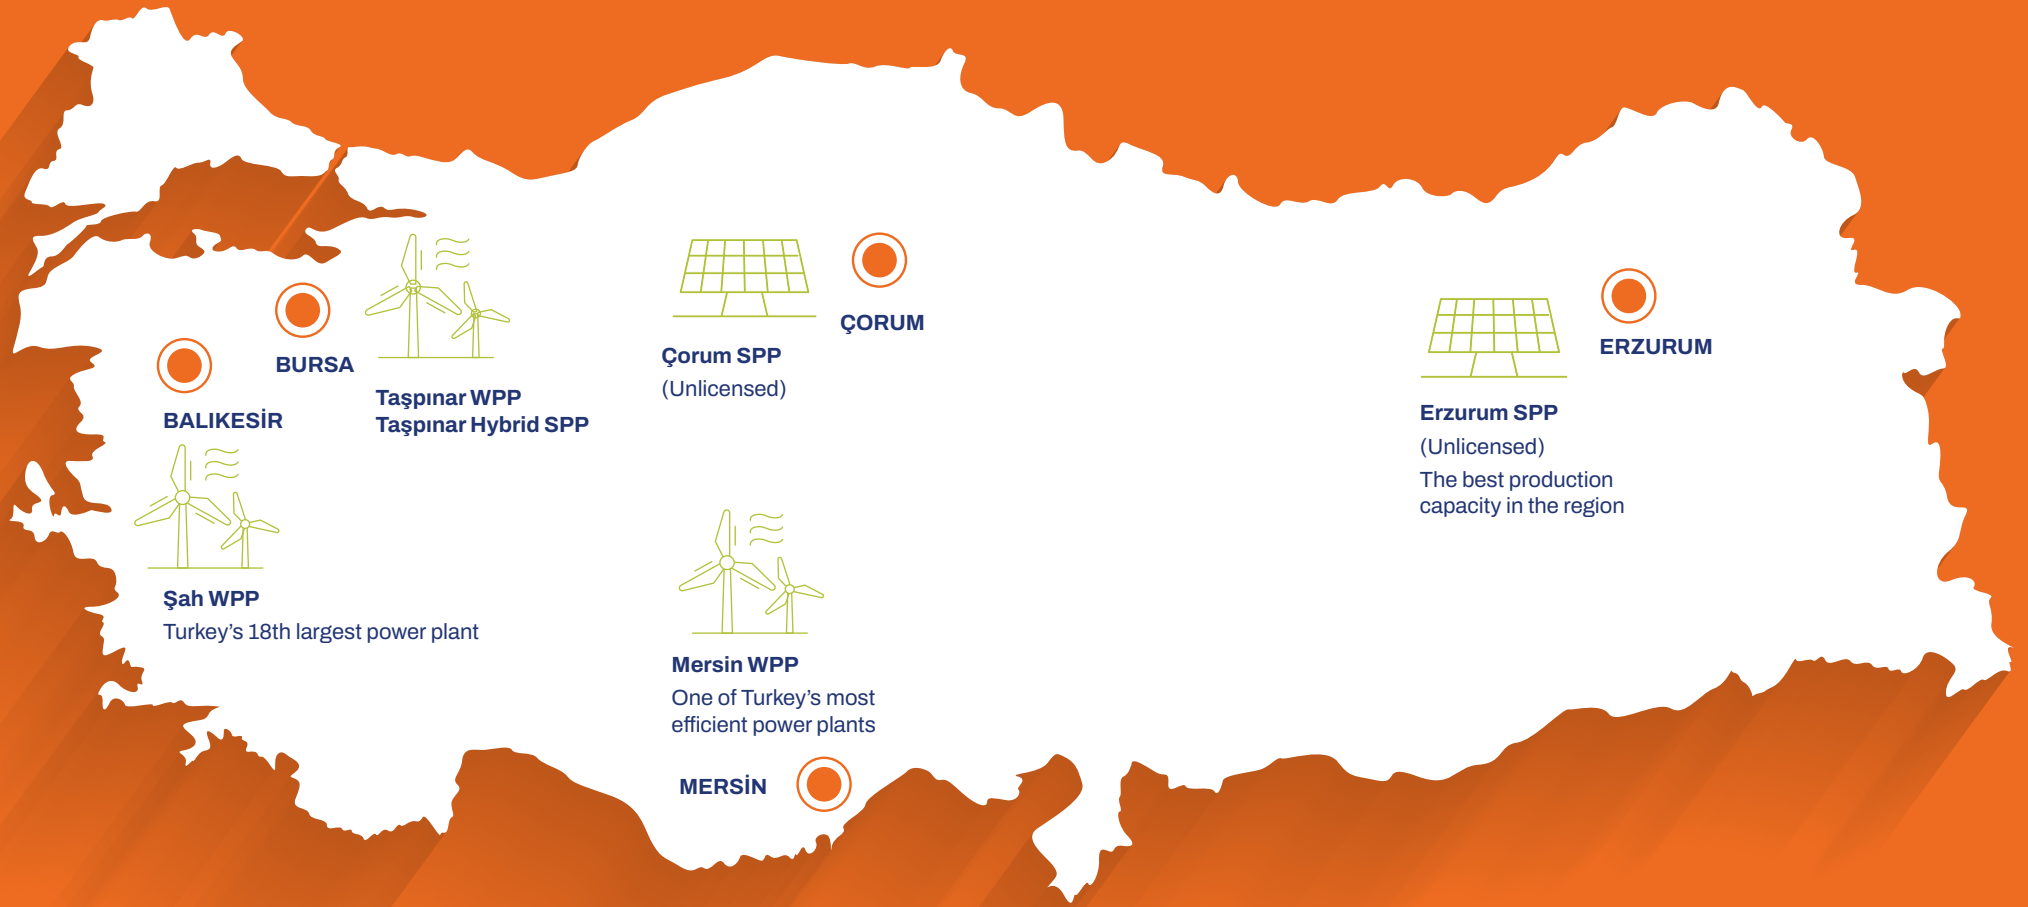 BURSA
Taşpınar WPP
Taşpınar Hybrid SPP
BALIKESİR
Şah WPP
Turkey’s 18th largest power plant
ÇORUM
Çorum SPP
(Unlicensed)
Mersin WPP
One of Turkey’s most
efficient power plants
MERSİN
ERZURUM
Erzurum SPP
(Unlicensed)
The best production
capacity in the region